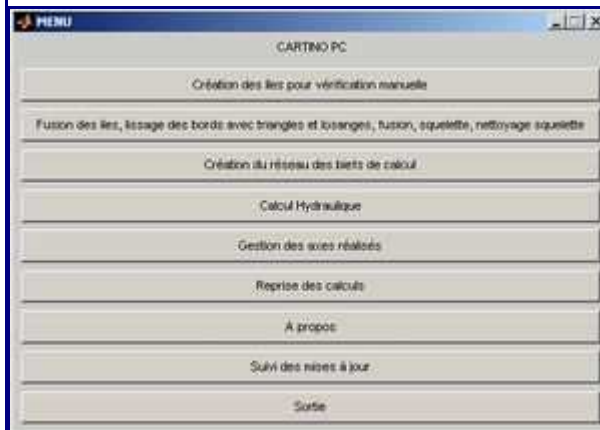 MENU
CARTINO PC
Création des îles pour vérification manuelle
Fusion des îles, lissage des bords avec triangles et losanges, fusion, squelette, nettoyage squelette
Création du réseau des biefs de calcul
Calcul Hydraulique
Gestion des axes réalisés
Reprise des calculs
A propos
Suivi des mises à jour
Sortie